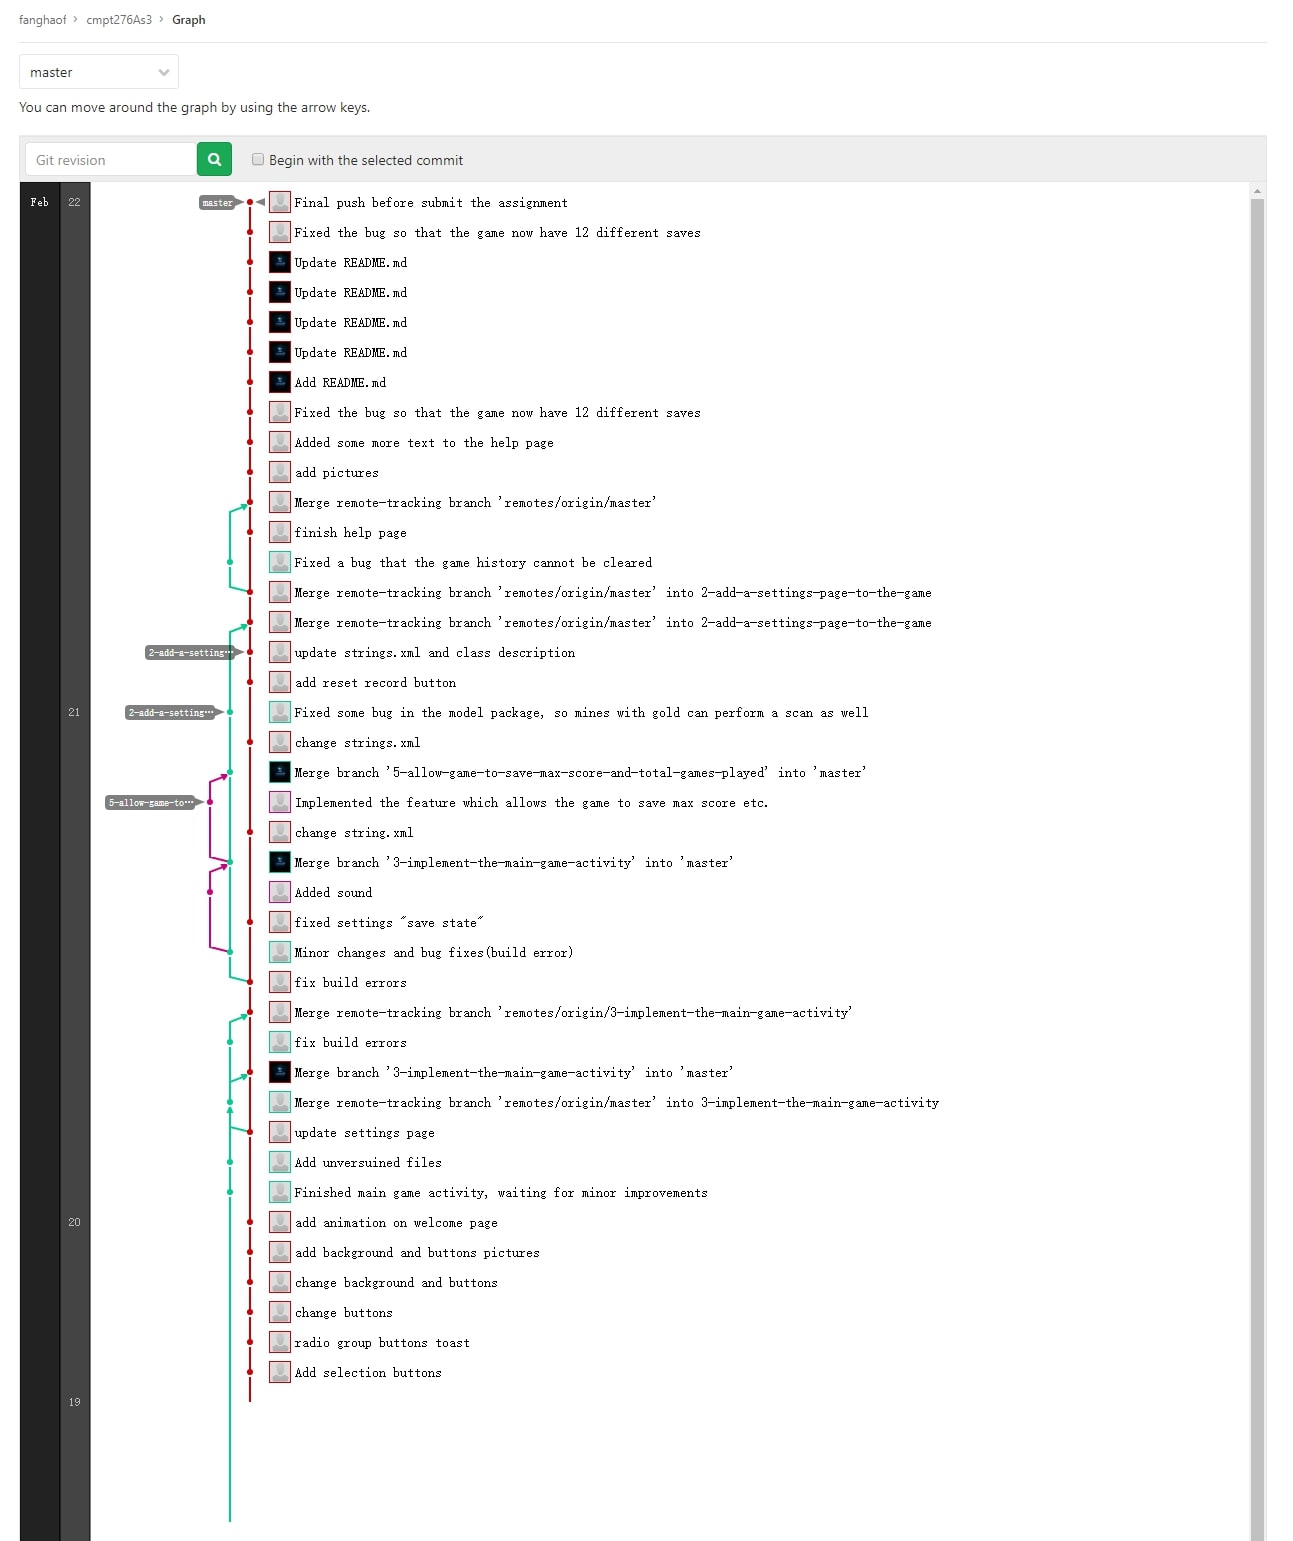 fanghaof › cmpt276As3 › Graph
master
You can move around the graph by using the arrow keys.
Git revision
Begin with the selected commit
Feb 22 master Final push before submit the assignment
Fixed the bug so that the game now have 12 different saves
Update README.md
Update README.md
Update README.md
Update README.md
Add README.md
Fixed the bug so that the game now have 12 different saves
Added some more text to the help page
add pictures
Merge remote-tracking branch 'remotes/origin/master'
finish help page
Fixed a bug that the game history cannot be cleared
Merge remote-tracking branch 'remotes/origin/master' into 2-add-a-settings-page-to-the-game
Merge remote-tracking branch 'remotes/origin/master' into 2-add-a-settings-page-to-the-game
2-add-a-setting… update strings.xml and class description
add reset record button
21 2-add-a-setting… Fixed some bug in the model package, so mines with gold can perform a scan as well
change strings.xml
Merge branch '5-allow-game-to-save-max-score-and-total-games-played' into 'master'
5-allow-game-to… Implemented the feature which allows the game to save max score etc.
change string.xml
Merge branch '3-implement-the-main-game-activity' into 'master'
Added sound
fixed settings "save state"
Minor changes and bug fixes(build error)
fix build errors
Merge remote-tracking branch 'remotes/origin/3-implement-the-main-game-activity'
fix build errors
Merge branch '3-implement-the-main-game-activity' into 'master'
Merge remote-tracking branch 'remotes/origin/master' into 3-implement-the-main-game-activity
update settings page
Add unversuined files
Finished main game activity, waiting for minor improvements
20 add animation on welcome page
add background and buttons pictures
change background and buttons
change buttons
radio group buttons toast
Add selection buttons
19